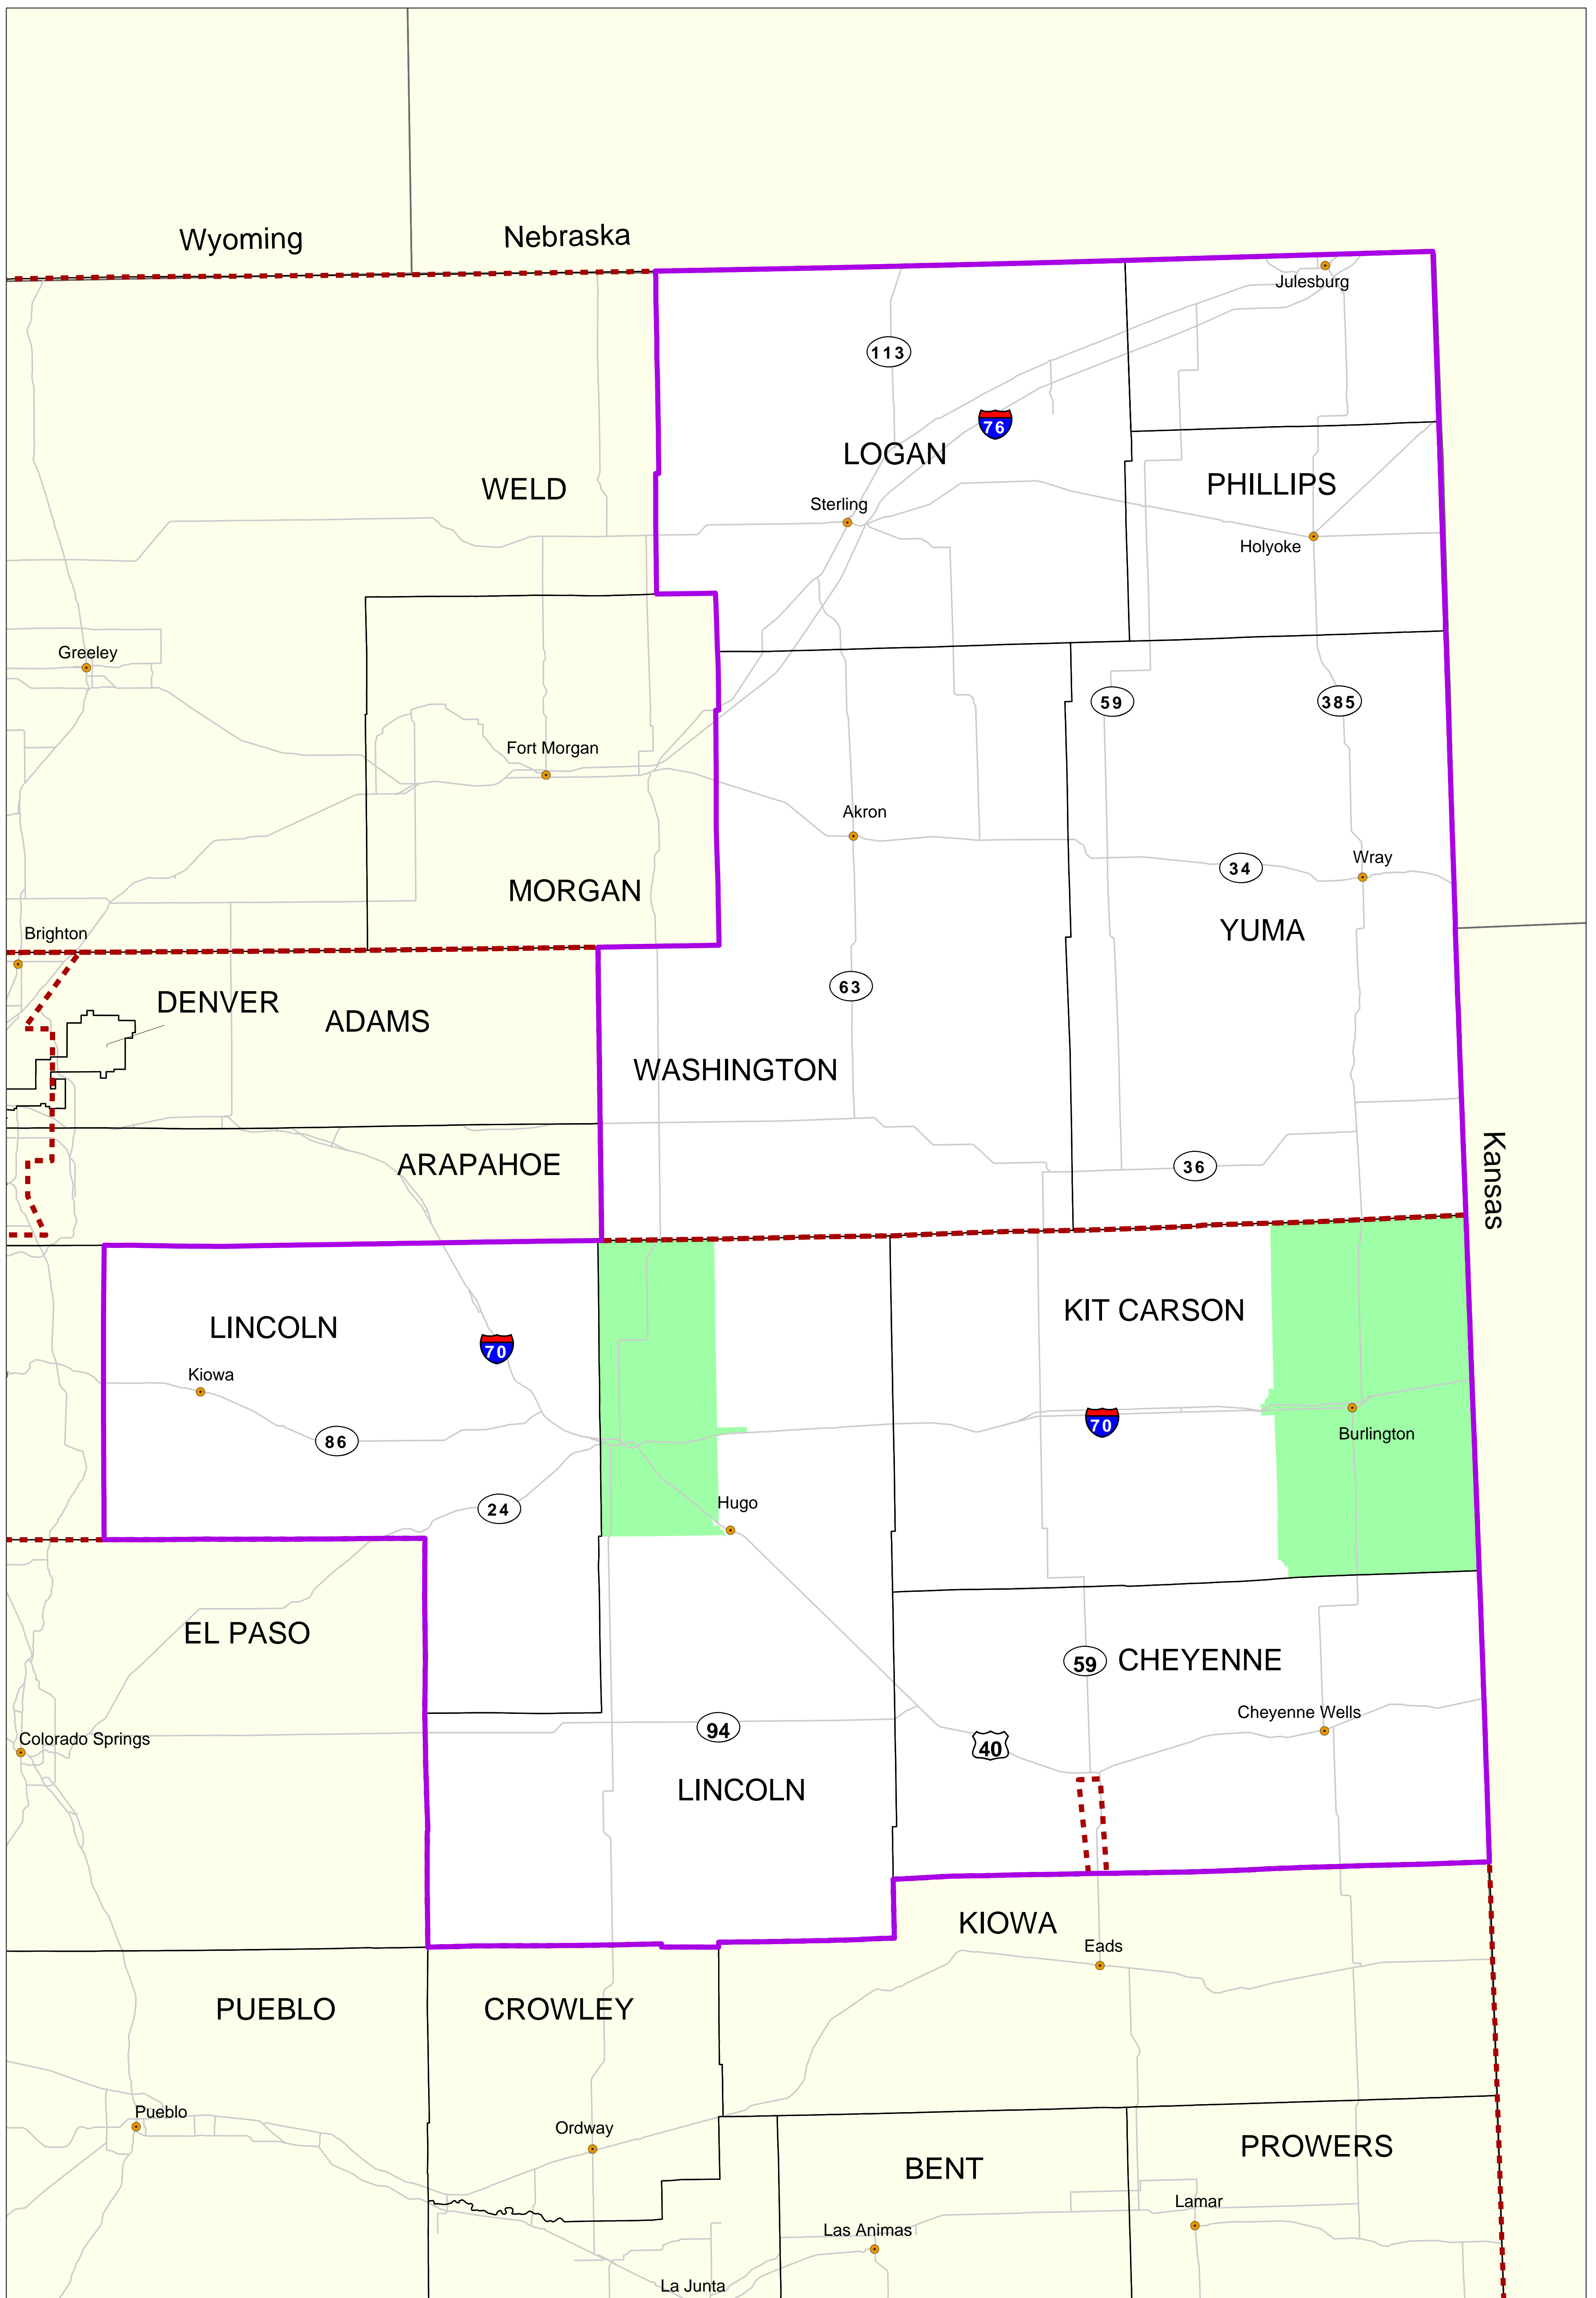 Wyoming
Nebraska
Julesburg
113
76
LOGAN
PHILLIPS
WELD
Sterling
Holyoke
Greeley
59
385
Fort Morgan
Akron
Wray
34
MORGAN
YUMA
Brighton
63
DENVER
ADAMS
WASHINGTON
Kansas
ARAPAHOE
36
KIT CARSON
LINCOLN
70
Kiowa
70
Burlington
86
Hugo
24
EL PASO
59
CHEYENNE
Cheyenne Wells
94
Colorado Springs
40
LINCOLN
KIOWA
Eads
PUEBLO
CROWLEY
Pueblo
Ordway
PROWERS
BENT
Lamar
Las Animas
La Junta